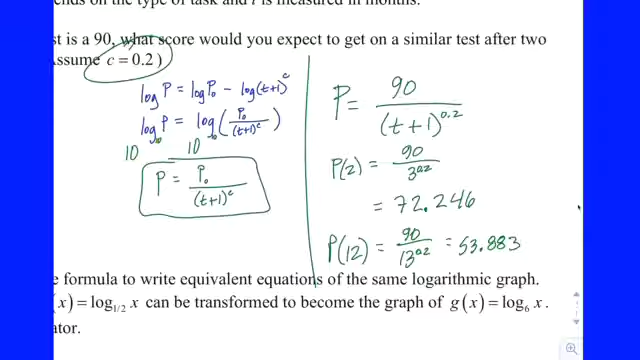 ends on the type of task and t is measured in months.
st is a 90, what score would you expect to get on a similar test after two
Assume c = 0.2)
log P = log P₀ − log(t+1)ᶜ
log P = log(P₀/(t+1)ᶜ)
10 10
P = P₀/(t+1)ᶜ
P = 90/(t+1)^0.2
P(2) = 90/3^0.2
= 72.246
P(12) = 90/13^0.2 = 53.883
e formula to write equivalent equations of the same logarithmic graph.
(x) = log₁/₂ x can be transformed to become the graph of g(x) = log₆ x.
ator.